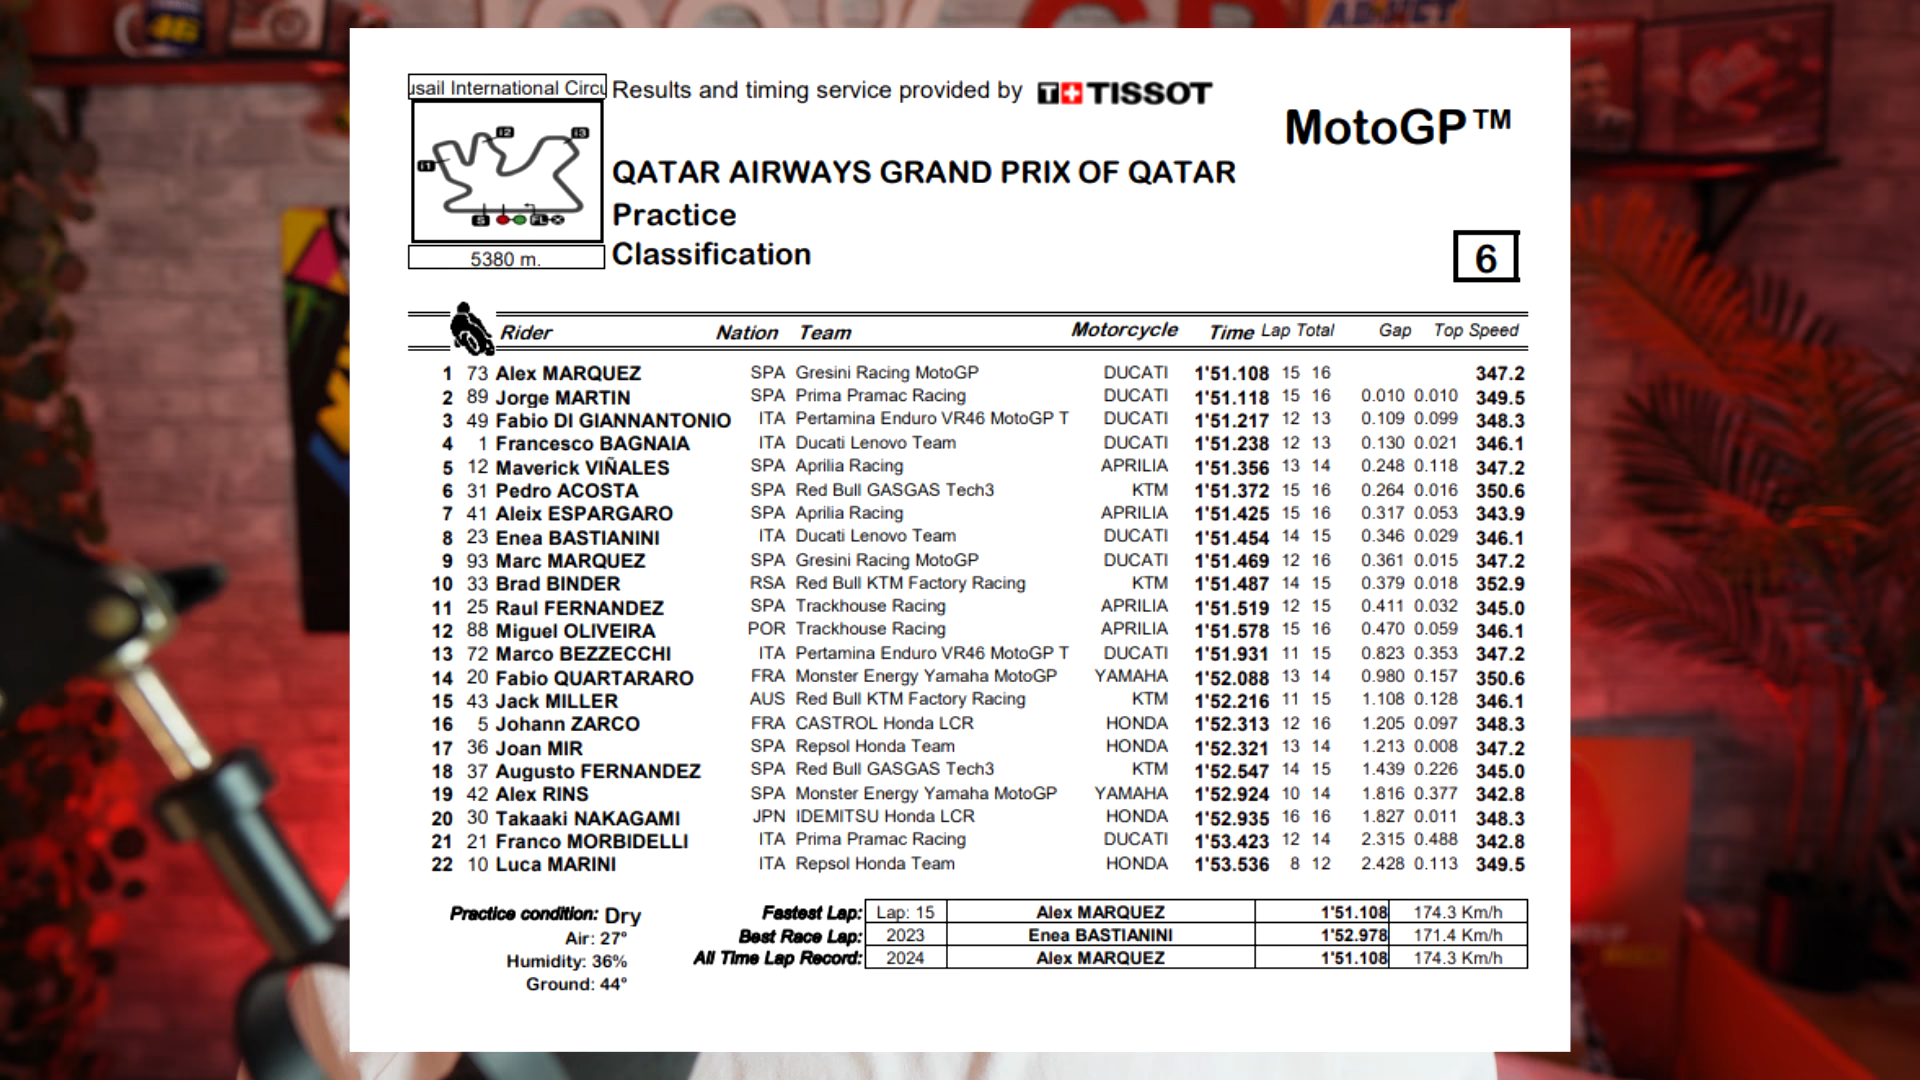 usail International Circu
Results and timing service provided by T+TISSOT
MotoGP™
I1
I2
I3
S
FL
QATAR AIRWAYS GRAND PRIX OF QATAR
Practice
Classification
5380 m.
6
Rider Nation Team Motorcycle Time Lap Total Gap Top Speed
1 73 Alex MARQUEZ SPA Gresini Racing MotoGP DUCATI 1'51.108 15 16 347.2
2 89 Jorge MARTIN SPA Prima Pramac Racing DUCATI 1'51.118 15 16 0.010 0.010 349.5
3 49 Fabio DI GIANNANTONIO ITA Pertamina Enduro VR46 MotoGP T DUCATI 1'51.217 12 13 0.109 0.099 348.3
4 1 Francesco BAGNAIA ITA Ducati Lenovo Team DUCATI 1'51.238 12 13 0.130 0.021 346.1
5 12 Maverick VIÑALES SPA Aprilia Racing APRILIA 1'51.356 13 14 0.248 0.118 347.2
6 31 Pedro ACOSTA SPA Red Bull GASGAS Tech3 KTM 1'51.372 15 16 0.264 0.016 350.6
7 41 Aleix ESPARGARO SPA Aprilia Racing APRILIA 1'51.425 15 16 0.317 0.053 343.9
8 23 Enea BASTIANINI ITA Ducati Lenovo Team DUCATI 1'51.454 14 15 0.346 0.029 346.1
9 93 Marc MARQUEZ SPA Gresini Racing MotoGP DUCATI 1'51.469 12 16 0.361 0.015 347.2
10 33 Brad BINDER RSA Red Bull KTM Factory Racing KTM 1'51.487 14 15 0.379 0.018 352.9
11 25 Raul FERNANDEZ SPA Trackhouse Racing APRILIA 1'51.519 12 15 0.411 0.032 345.0
12 88 Miguel OLIVEIRA POR Trackhouse Racing APRILIA 1'51.578 15 16 0.470 0.059 346.1
13 72 Marco BEZZECCHI ITA Pertamina Enduro VR46 MotoGP T DUCATI 1'51.931 11 15 0.823 0.353 347.2
14 20 Fabio QUARTARARO FRA Monster Energy Yamaha MotoGP YAMAHA 1'52.088 13 14 0.980 0.157 350.6
15 43 Jack MILLER AUS Red Bull KTM Factory Racing KTM 1'52.216 11 15 1.108 0.128 346.1
16 5 Johann ZARCO FRA CASTROL Honda LCR HONDA 1'52.313 12 16 1.205 0.097 348.3
17 36 Joan MIR SPA Repsol Honda Team HONDA 1'52.321 13 14 1.213 0.008 347.2
18 37 Augusto FERNANDEZ SPA Red Bull GASGAS Tech3 KTM 1'52.547 14 15 1.439 0.226 345.0
19 42 Alex RINS SPA Monster Energy Yamaha MotoGP YAMAHA 1'52.924 10 14 1.816 0.377 342.8
20 30 Takaaki NAKAGAMI JPN IDEMITSU Honda LCR HONDA 1'52.935 16 16 1.827 0.011 348.3
21 21 Franco MORBIDELLI ITA Prima Pramac Racing DUCATI 1'53.423 12 14 2.315 0.488 342.8
22 10 Luca MARINI ITA Repsol Honda Team HONDA 1'53.536 8 12 2.428 0.113 349.5
Practice condition: Dry
Air: 27°
Humidity: 36%
Ground: 44°
Fastest Lap: Lap: 15 Alex MARQUEZ 1'51.108 174.3 Km/h
Best Race Lap: 2023 Enea BASTIANINI 1'52.978 171.4 Km/h
All Time Lap Record: 2024 Alex MARQUEZ 1'51.108 174.3 Km/h
46